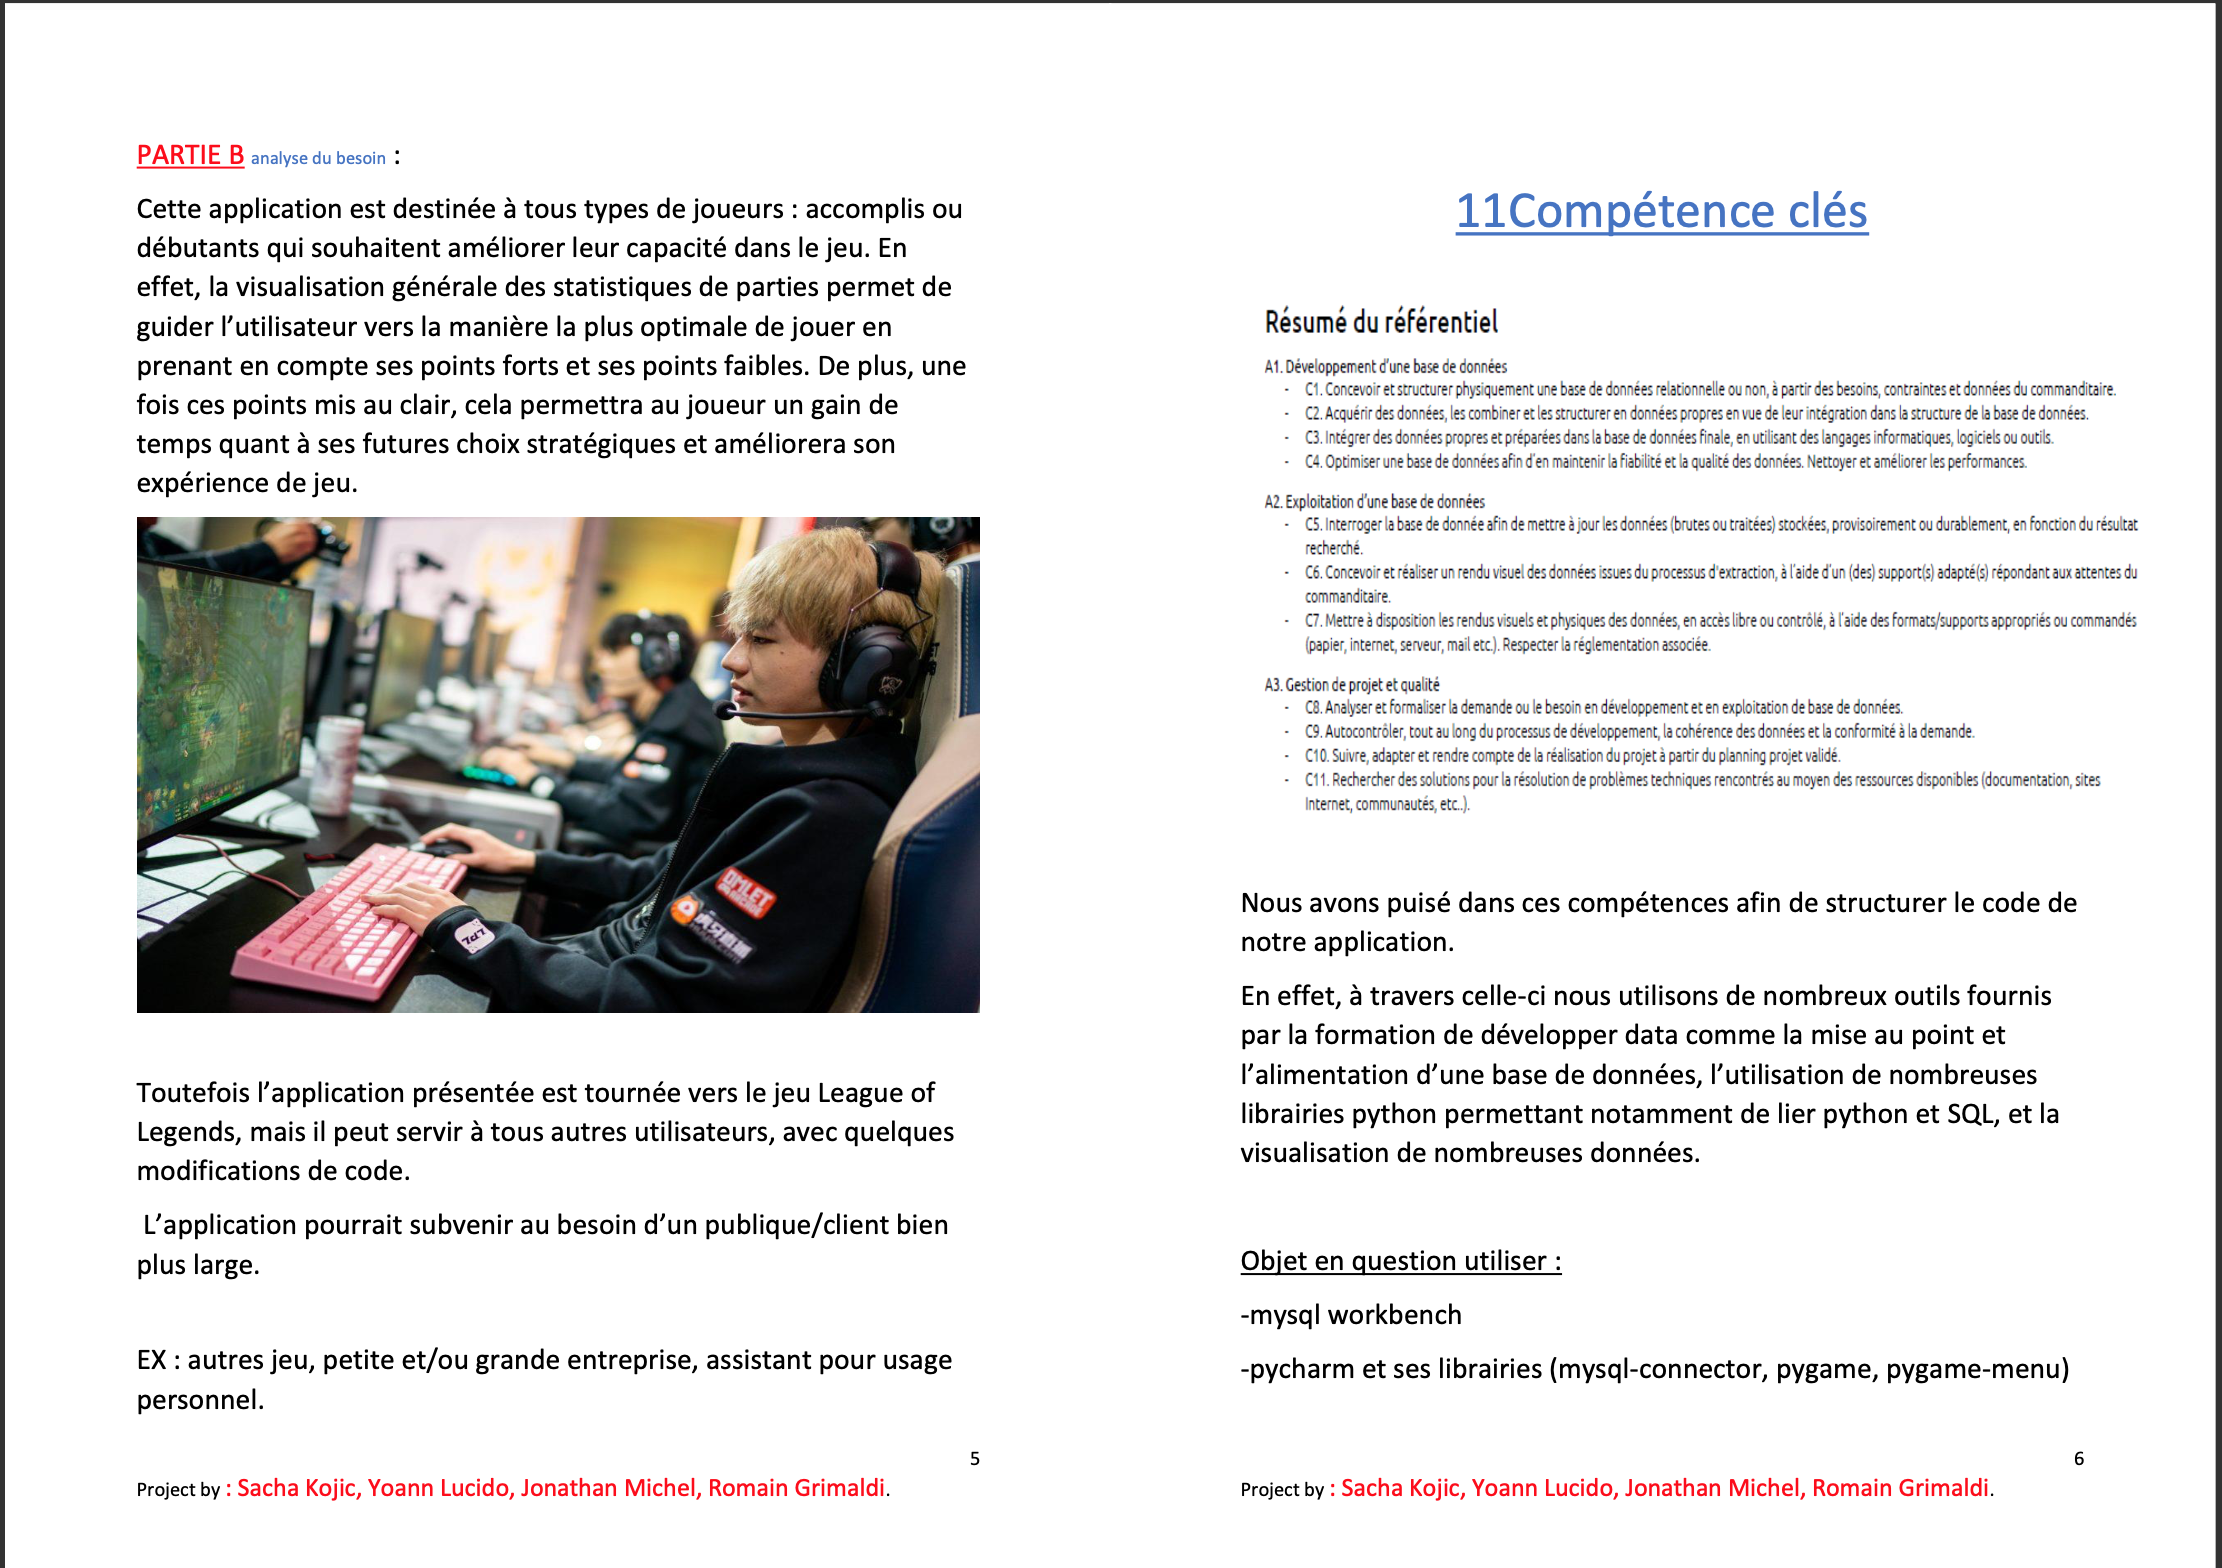 PARTIE B analyse du besoin :
Cette application est destinée à tous types de joueurs : accomplis ou
débutants qui souhaitent améliorer leur capacité dans le jeu. En
effet, la visualisation générale des statistiques de parties permet de
guider l’utilisateur vers la manière la plus optimale de jouer en
prenant en compte ses points forts et ses points faibles. De plus, une
fois ces points mis au clair, cela permettra au joueur un gain de
temps quant à ses futures choix stratégiques et améliorera son
expérience de jeu.
OMLET
LPL
Toutefois l’application présentée est tournée vers le jeu League of
Legends, mais il peut servir à tous autres utilisateurs, avec quelques
modifications de code.
L’application pourrait subvenir au besoin d’un publique/client bien
plus large.
EX : autres jeu, petite et/ou grande entreprise, assistant pour usage
personnel.
5
Project by : Sacha Kojic, Yoann Lucido, Jonathan Michel, Romain Grimaldi.
11Compétence clés
Résumé du référentiel
A1. Développement d’une base de données
- C1. Concevoir et structurer physiquement une base de données relationnelle ou non, à partir des besoins, contraintes et données du commanditaire.
- C2. Acquérir des données, les combiner et les structurer en données propres en vue de leur intégration dans la structure de la base de données.
- C3. Intégrer des données propres et préparées dans la base de données finale, en utilisant des langages informatiques, logiciels ou outils.
- C4. Optimiser une base de données afin d’en maintenir la fiabilité et la qualité des données. Nettoyer et améliorer les performances.
A2. Exploitation d’une base de données
- C5. Interroger la base de donnée afin de mettre à jour les données (brutes ou traitées) stockées, provisoirement ou durablement, en fonction du résultat
recherché.
- C6. Concevoir et réaliser un rendu visuel des données issues du processus d'extraction, à l’aide d’un (des) support(s) adapté(s) répondant aux attentes du
commanditaire.
- C7. Mettre à disposition les rendus visuels et physiques des données, en accès libre ou contrôlé, à l’aide des formats/supports appropriés ou commandés
(papier, internet, serveur, mail etc.). Respecter la réglementation associée.
A3. Gestion de projet et qualité
- C8. Analyser et formaliser la demande ou le besoin en développement et en exploitation de base de données.
- C9. Autocontrôler, tout au long du processus de développement, la cohérence des données et la conformité à la demande.
- C10. Suivre, adapter et rendre compte de la réalisation du projet à partir du planning projet validé.
- C11. Rechercher des solutions pour la résolution de problèmes techniques rencontrés au moyen des ressources disponibles (documentation, sites
Internet, communautés, etc..).
Nous avons puisé dans ces compétences afin de structurer le code de
notre application.
En effet, à travers celle-ci nous utilisons de nombreux outils fournis
par la formation de développer data comme la mise au point et
l’alimentation d’une base de données, l’utilisation de nombreuses
librairies python permettant notamment de lier python et SQL, et la
visualisation de nombreuses données.
Objet en question utiliser :
-mysql workbench
-pycharm et ses librairies (mysql-connector, pygame, pygame-menu)
6
Project by : Sacha Kojic, Yoann Lucido, Jonathan Michel, Romain Grimaldi.